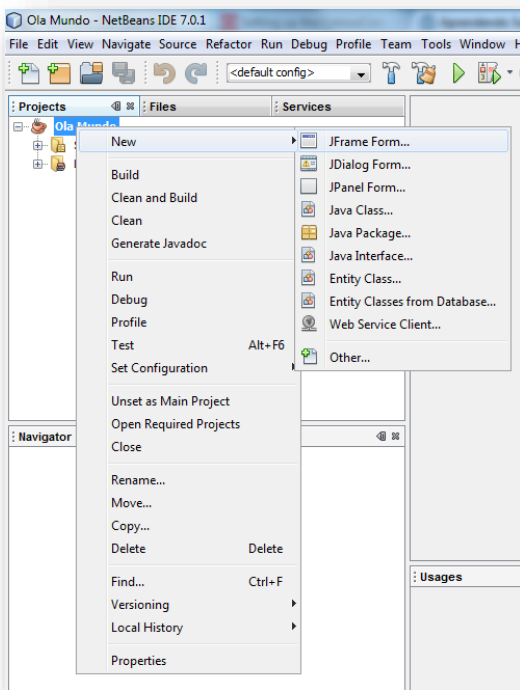 Ola Mundo - NetBeans IDE 7.0.1
File Edit View Navigate Source Refactor Run Debug Profile Team Tools Window H
<default config>
Projects
Files
Services
Ola Mundo
New
Build
Clean and Build
Clean
Generate Javadoc
Run
Debug
Profile
Test Alt+F6
Set Configuration
Unset as Main Project
Open Required Projects
Close
Rename...
Move...
Copy...
Delete Delete
Find... Ctrl+F
Versioning
Local History
Properties
JFrame Form...
JDialog Form...
JPanel Form...
Java Class...
Java Package...
Java Interface...
Entity Class...
Entity Classes from Database...
Web Service Client...
Other...
Navigator
Usages